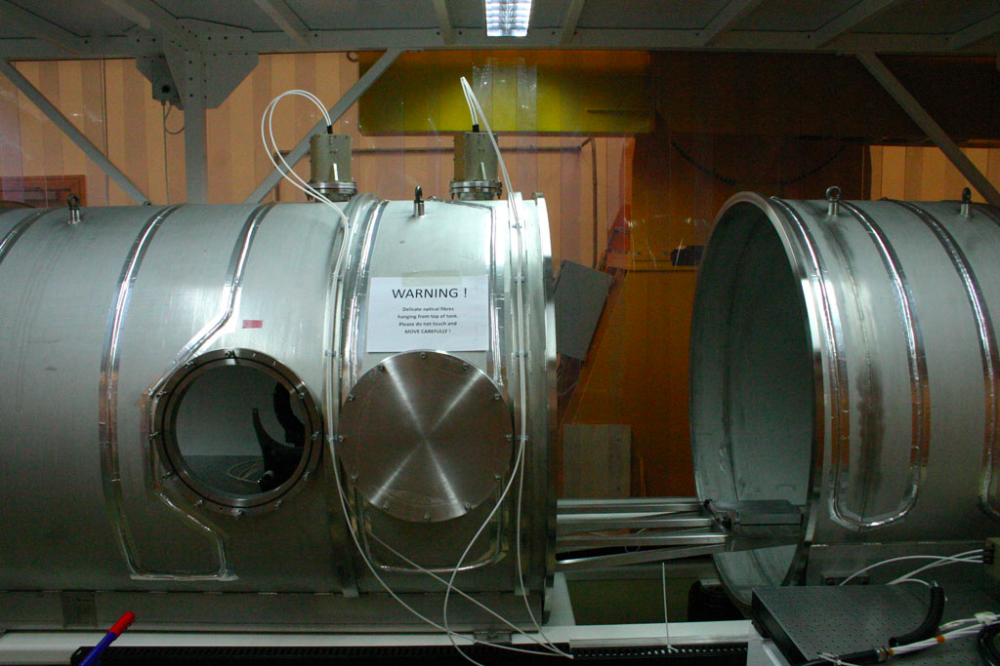 WARNING !
Delicate optical fibres
hanging from top of tank.
Please do not touch and
MOVE CAREFULLY !